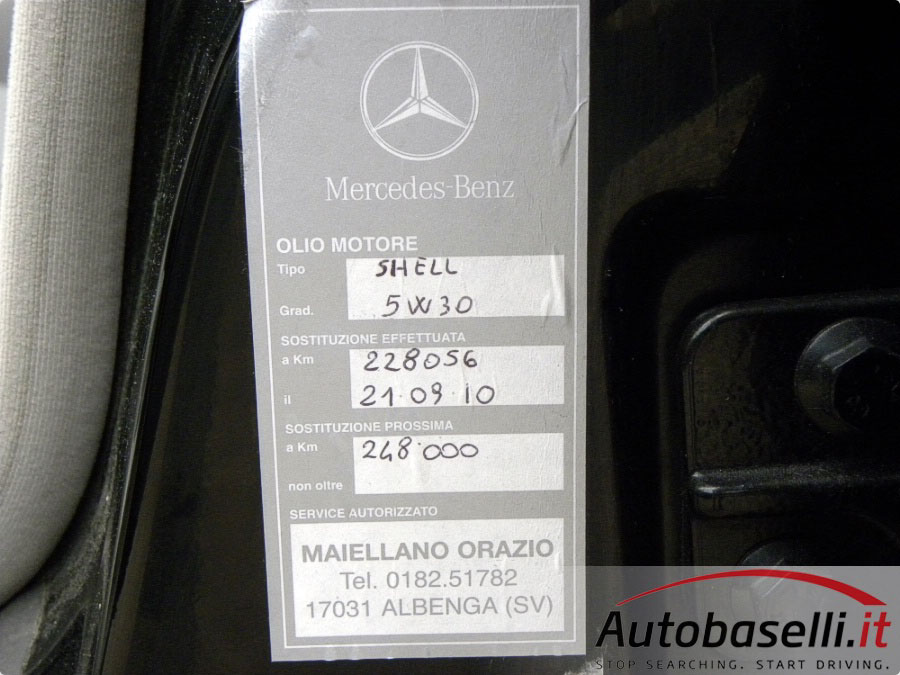 Mercedes-Benz
OLIO MOTORE
Tipo SHELL
Grad. 5W30
SOSTITUZIONE EFFETTUATA
a Km 228056
il 21.09.10
SOSTITUZIONE PROSSIMA
a Km 248.000
non oltre
SERVICE AUTORIZZATO
MAIELLANO ORAZIO
Tel. 0182.51782
17031 ALBENGA (SV)
Autobaselli.it
STOP SEARCHING. START DRIVING.